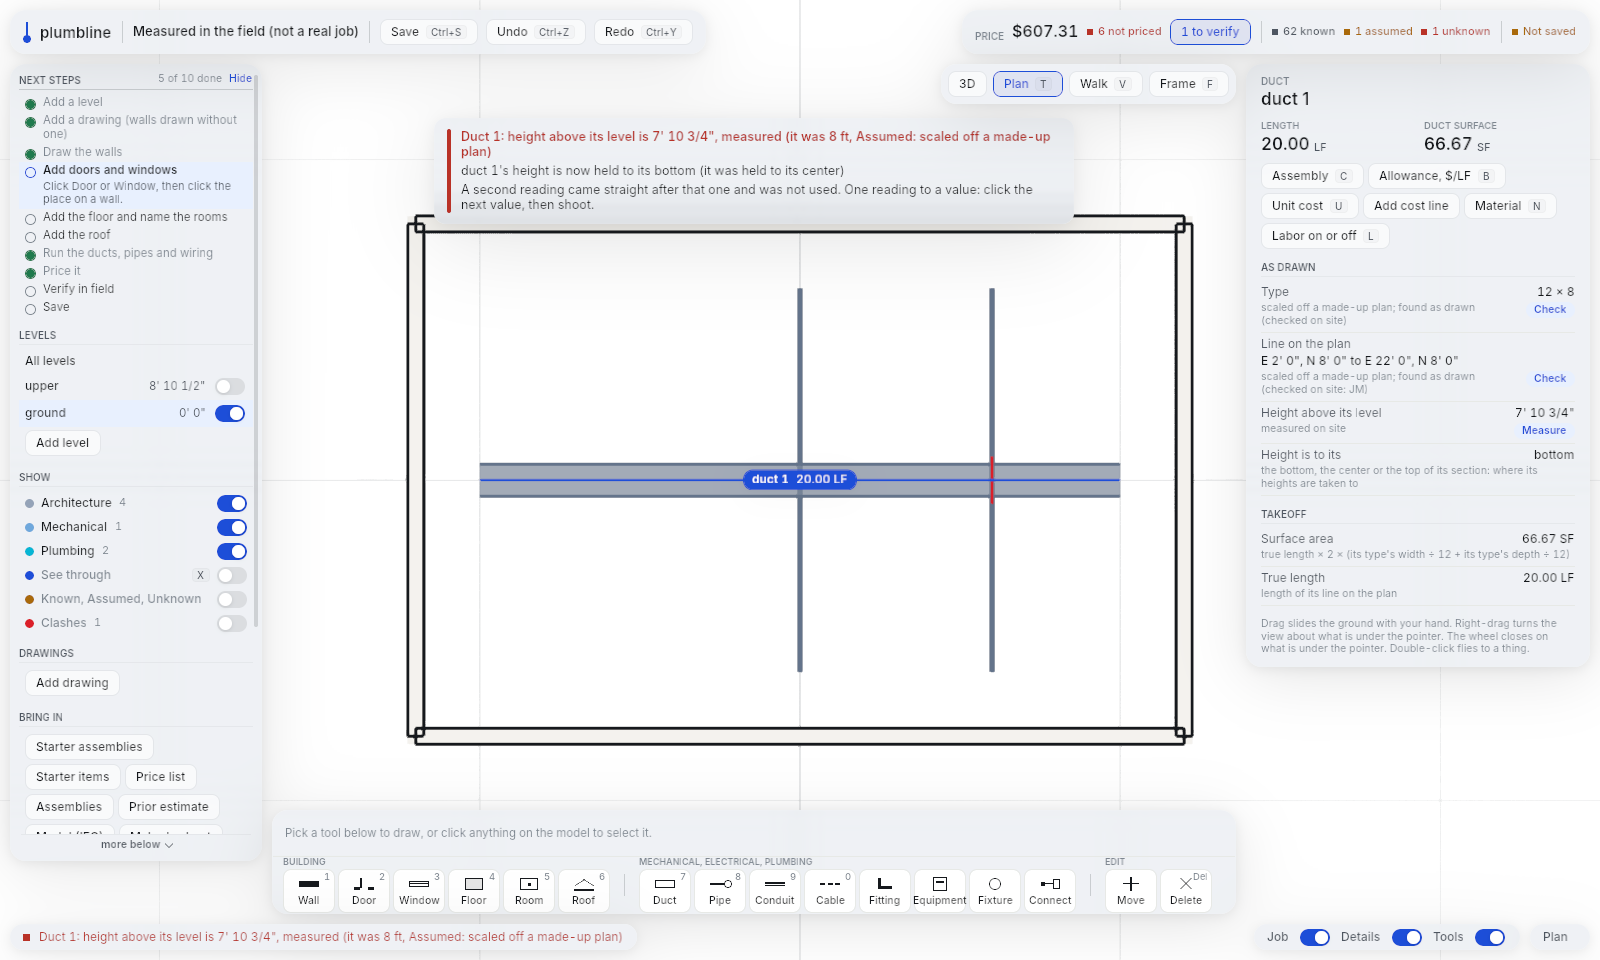 plumbline
Measured in the field (not a real job)
Save Ctrl+S
Undo Ctrl+Z
Redo Ctrl+Y
PRICE $607.31
6 not priced
1 to verify
62 known
1 assumed
1 unknown
Not saved
3D
Plan T
Walk V
Frame F
NEXT STEPS
5 of 10 done Hide
Add a level
Add a drawing (walls drawn without
one)
Draw the walls
Add doors and windows
Click Door or Window, then click the
place on a wall.
Add the floor and name the rooms
Add the roof
Run the ducts, pipes and wiring
Price it
Verify in field
Save
LEVELS
All levels
upper 8' 10 1/2"
ground 0' 0"
Add level
SHOW
Architecture 4
Mechanical 1
Plumbing 2
See through X
Known, Assumed, Unknown
Clashes 1
DRAWINGS
Add drawing
BRING IN
Starter assemblies
Starter items
Price list
Assemblies
Prior estimate
more below
Duct 1: height above its level is 7' 10 3/4", measured (it was 8 ft, Assumed: scaled off a made-up
plan)
duct 1's height is now held to its bottom (it was held to its center)
A second reading came straight after that one and was not used. One reading to a value: click the
next value, then shoot.
duct 1 20.00 LF
DUCT
duct 1
LENGTH
20.00 LF
DUCT SURFACE
66.67 SF
Assembly C
Allowance, $/LF B
Unit cost U
Add cost line
Material N
Labor on or off L
AS DRAWN
Type 12 × 8
scaled off a made-up plan; found as drawn
(checked on site)
Check
Line on the plan
E 2' 0", N 8' 0" to E 22' 0", N 8' 0"
scaled off a made-up plan; found as drawn
(checked on site: JM)
Check
Height above its level 7' 10 3/4"
measured on site
Measure
Height is to its bottom
the bottom, the center or the top of its section: where its
heights are taken to
TAKEOFF
Surface area 66.67 SF
true length × 2 × (its type's width ÷ 12 + its type's depth ÷ 12)
True length 20.00 LF
length of its line on the plan
Drag slides the ground with your hand. Right-drag turns the
view about what is under the pointer. The wheel closes on
what is under the pointer. Double-click flies to a thing.
Pick a tool below to draw, or click anything on the model to select it.
BUILDING
Wall 1
Door 2
Window 3
Floor 4
Room 5
Roof 6
MECHANICAL, ELECTRICAL, PLUMBING
Duct 7
Pipe 8
Conduit 9
Cable 0
Fitting
Equipment
Fixture
Connect
EDIT
Move
Delete Del
Duct 1: height above its level is 7' 10 3/4", measured (it was 8 ft, Assumed: scaled off a made-up plan)
Job
Details
Tools
Plan